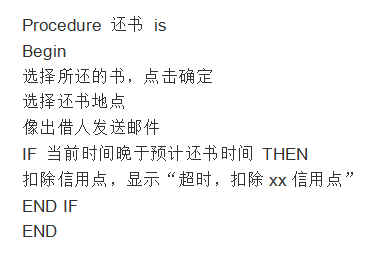 Procedure 还书 is
Begin
选择所还的书，点击确定
选择还书地点
像出借人发送邮件
IF 当前时间晚于预计还书时间 THEN
扣除信用点，显示“超时，扣除 xx 信用点”
END IF
END